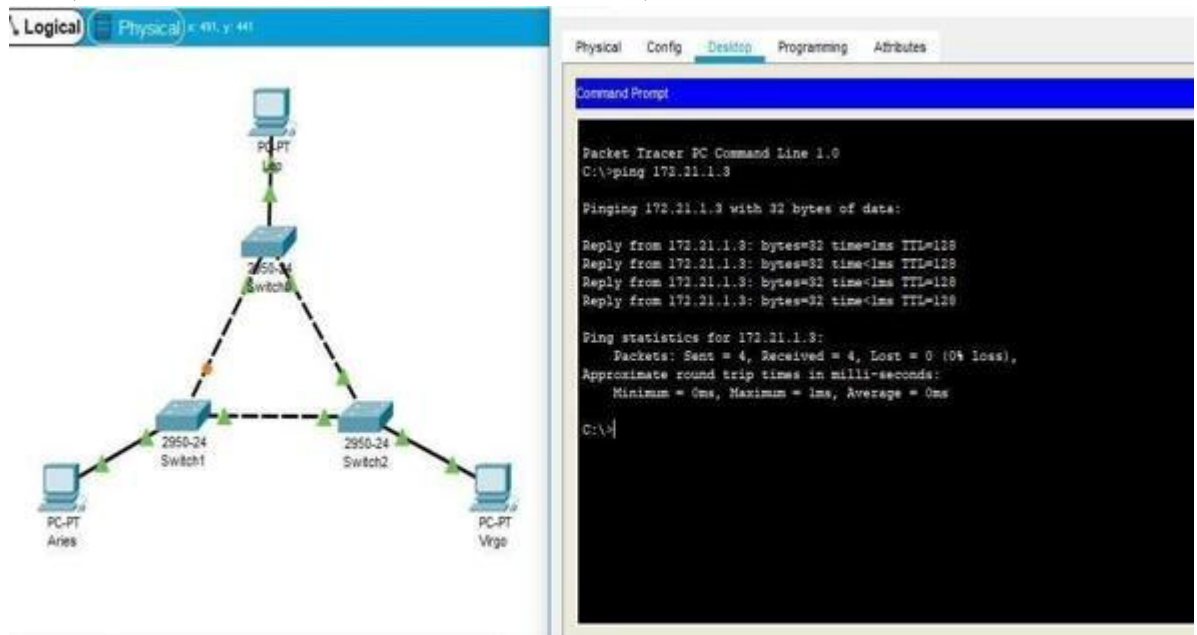 Logical Physical x: 491, y: 441
PC-PT
Leo
2950-24
Switch0
2950-24
Switch1
2950-24
Switch2
PC-PT
Aries
PC-PT
Virgo
Physical Config Desktop Programming Attributes
Command Prompt
Packet Tracer PC Command Line 1.0
C:\>ping 172.21.1.3
Pinging 172.21.1.3 with 32 bytes of data:
Reply from 172.21.1.3: bytes=32 time=1ms TTL=128
Reply from 172.21.1.3: bytes=32 time<1ms TTL=128
Reply from 172.21.1.3: bytes=32 time<1ms TTL=128
Reply from 172.21.1.3: bytes=32 time<1ms TTL=128
Ping statistics for 172.21.1.3:
Packets: Sent = 4, Received = 4, Lost = 0 (0% loss),
Approximate round trip times in milli-seconds:
Minimum = 0ms, Maximum = 1ms, Average = 0ms
C:\>